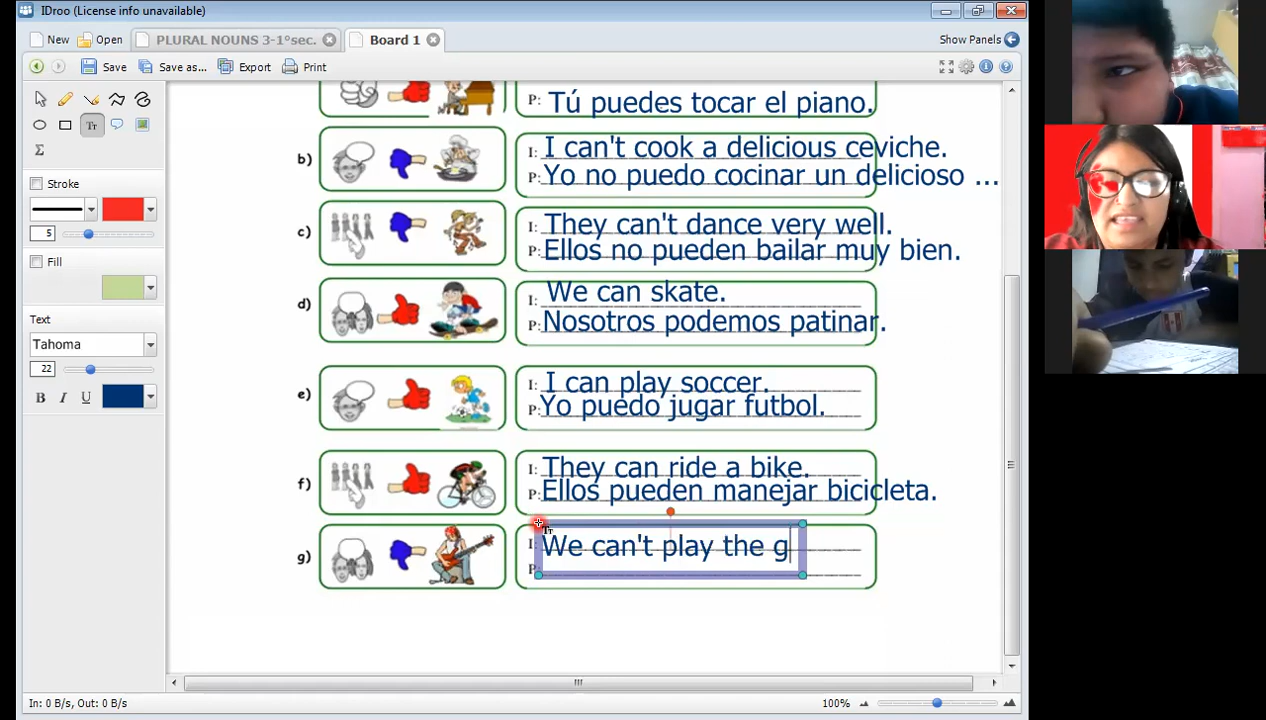 IDroo (License info unavailable)
New
Open
PLURAL NOUNS 3-1°sec.
Board 1
Show Panels
Save
Save as...
Export
Print
Stroke
5
Fill
Text
Tahoma
22
B I U
P: Tú puedes tocar el piano.
b)
I: I can't cook a delicious ceviche.
P: Yo no puedo cocinar un delicioso ...
c)
I: They can't dance very well.
P: Ellos no pueden bailar muy bien.
d)
I: We can skate.
P: Nosotros podemos patinar.
e)
I: I can play soccer.
P: Yo puedo jugar futbol.
f)
I: They can ride a bike.
P: Ellos pueden manejar bicicleta.
g)
I: We can't play the g
P:
In: 0 B/s, Out: 0 B/s
100%